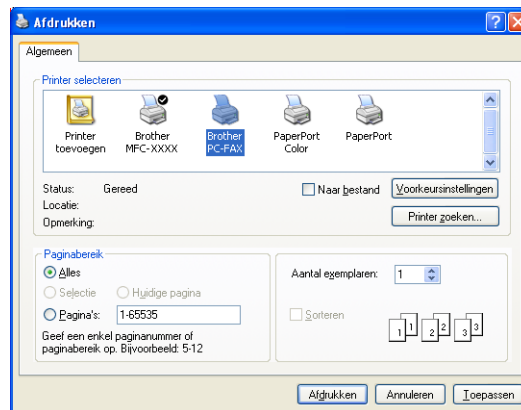 Afdrukken
Algemeen
Printer selecteren
Printer toevoegen
Brother MFC-XXXX
Brother PC-FAX
PaperPort Color
PaperPort
Status: Gereed
Locatie:
Opmerking:
Naar bestand
Voorkeursinstellingen
Printer zoeken...
Paginabereik
Alles
Selectie
Huidige pagina
Pagina's: 1-65535
Geef een enkel paginanummer of
paginabereik op. Bijvoorbeeld: 5-12
Aantal exemplaren: 1
Sorteren
1 1 2 2 3 3
Afdrukken Annuleren Toepassen